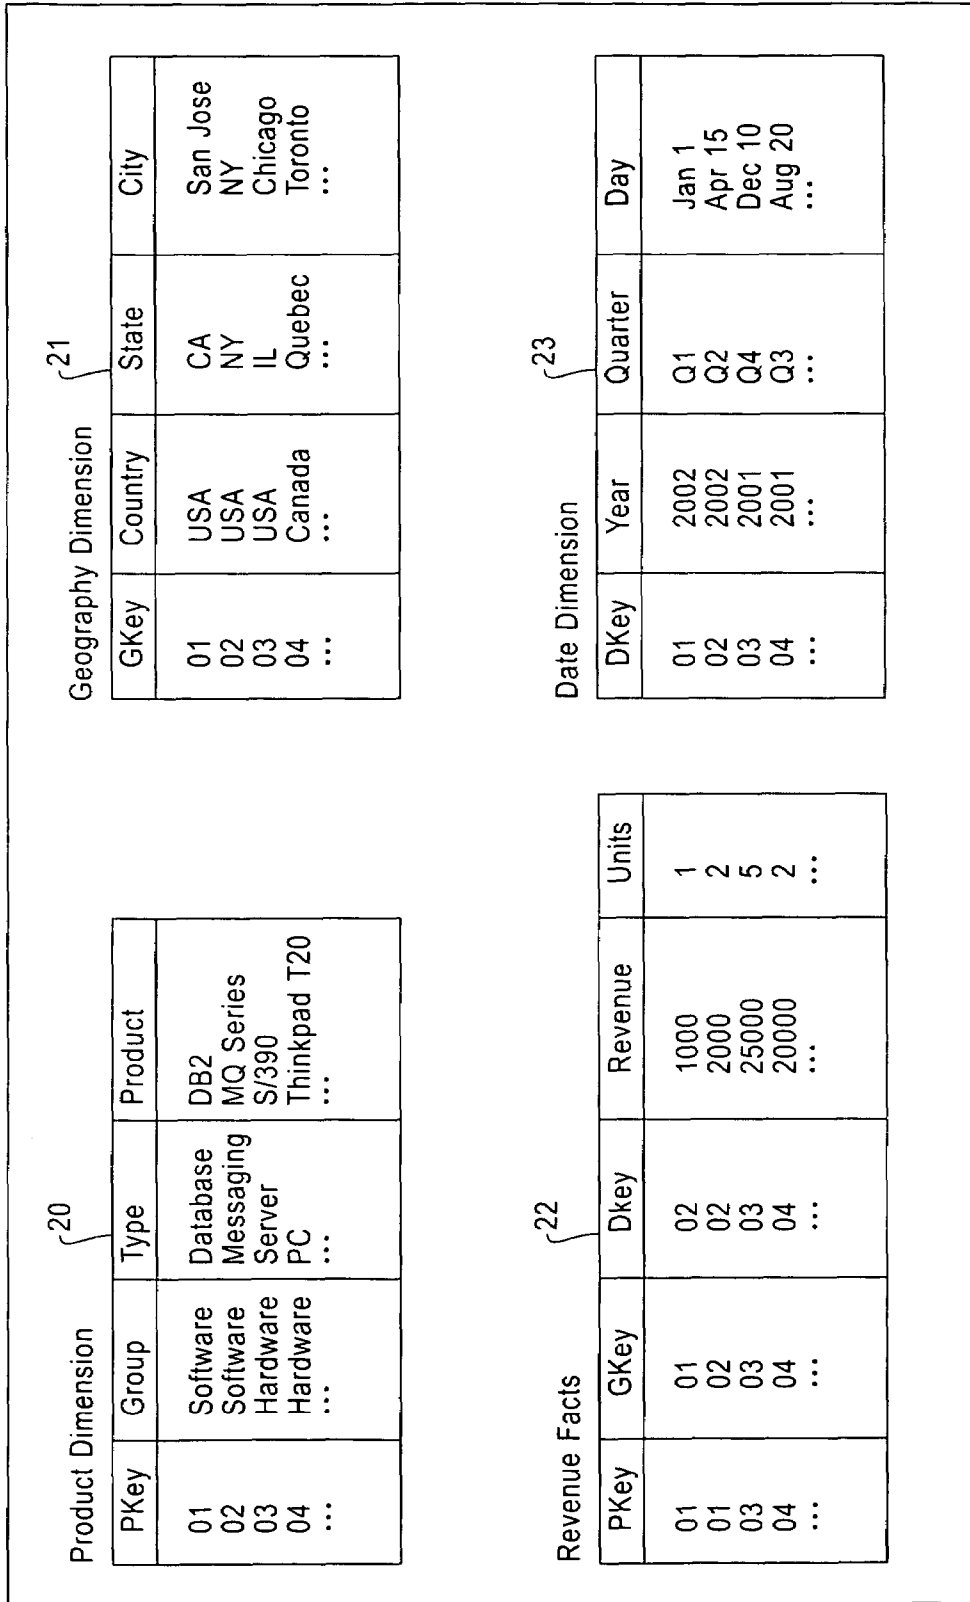 Product Dimension
20
PKey Group Type Product
01 Software Database DB2
02 Software Messaging MQ Series
03 Hardware Server S/390
04 Hardware PC Thinkpad T20
... ... ... ...
Geography Dimension
21
GKey Country State City
01 USA CA San Jose
02 USA NY NY
03 USA IL Chicago
04 Canada Quebec Toronto
... ... ... ...
Revenue Facts
22
PKey GKey Dkey Revenue Units
01 01 02 1000 1
01 02 02 2000 2
03 03 03 25000 5
04 04 04 20000 2
... ... ... ... ...
Date Dimension
23
DKey Year Quarter Day
01 2002 Q1 Jan 1
02 2002 Q2 Apr 15
03 2001 Q4 Dec 10
04 2001 Q3 Aug 20
... ... ... ...